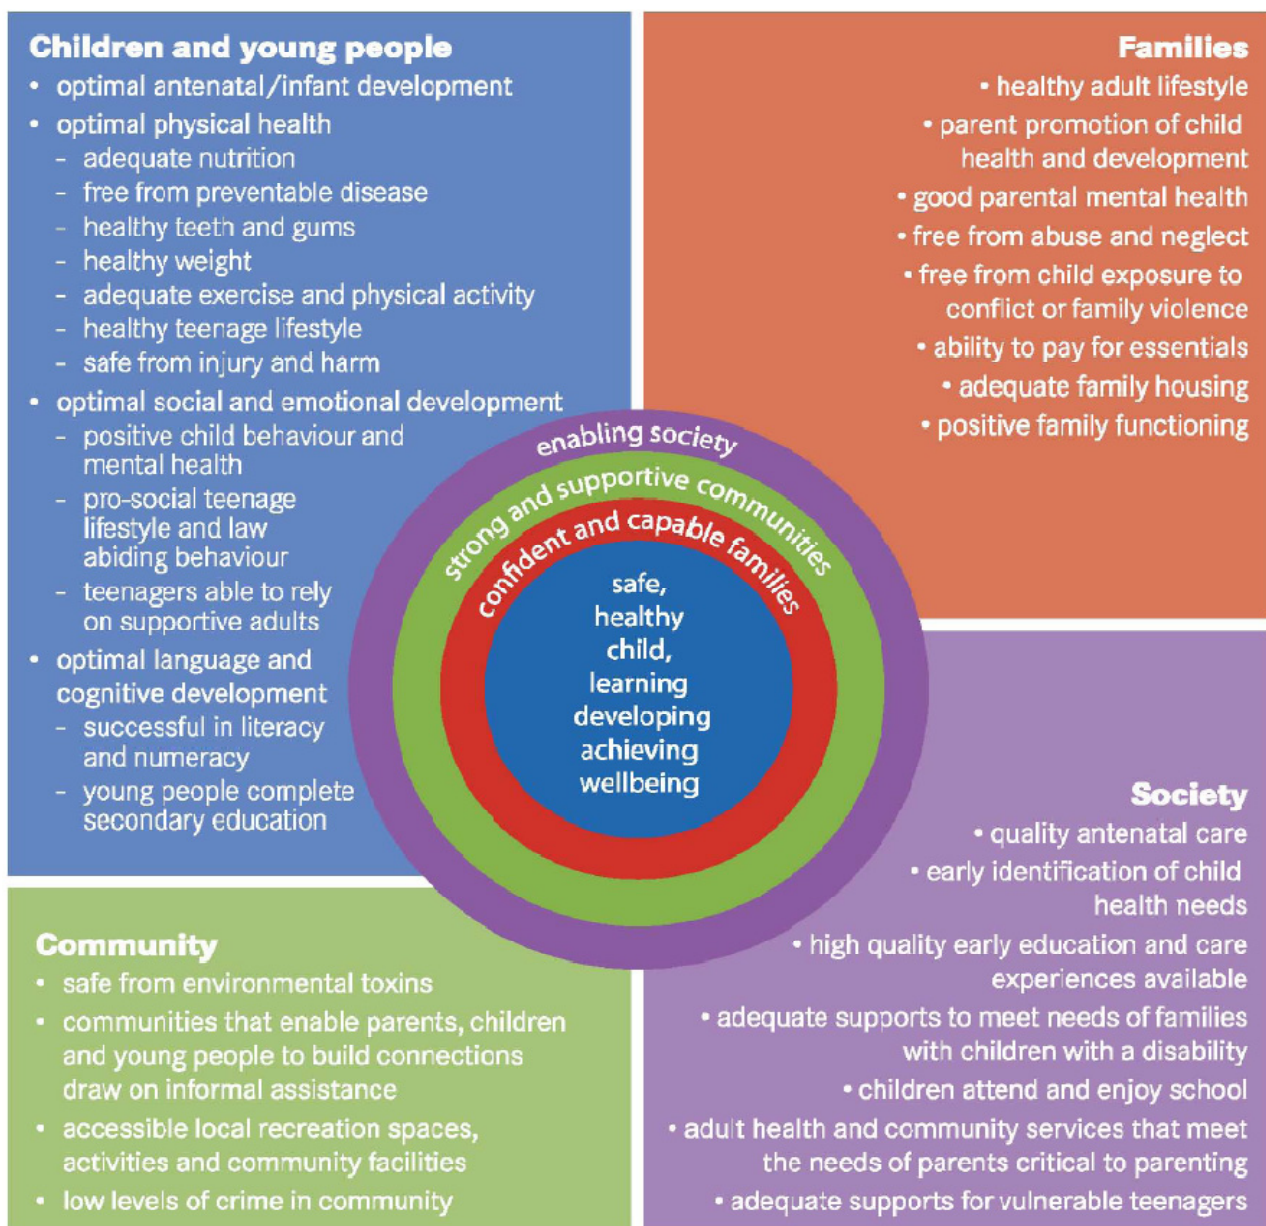 Children and young people
• optimal antenatal/infant development
• optimal physical health
- adequate nutrition
- free from preventable disease
- healthy teeth and gums
- healthy weight
- adequate exercise and physical activity
- healthy teenage lifestyle
- safe from injury and harm
• optimal social and emotional development
- positive child behaviour and
mental health
- pro-social teenage
lifestyle and law
abiding behaviour
- teenagers able to rely
on supportive adults
• optimal language and
cognitive development
- successful in literacy
and numeracy
- young people complete
secondary education
Families
• healthy adult lifestyle
• parent promotion of child
health and development
• good parental mental health
• free from abuse and neglect
• free from child exposure to
conflict or family violence
• ability to pay for essentials
• adequate family housing
• positive family functioning
enabling society
strong and supportive communities
confident and capable families
safe,
healthy
child,
learning
developing
achieving
wellbeing
Community
• safe from environmental toxins
• communities that enable parents, children
and young people to build connections
draw on informal assistance
• accessible local recreation spaces,
activities and community facilities
• low levels of crime in community
Society
• quality antenatal care
• early identification of child
health needs
• high quality early education and care
experiences available
• adequate supports to meet needs of families
with children with a disability
• children attend and enjoy school
• adult health and community services that meet
the needs of parents critical to parenting
• adequate supports for vulnerable teenagers